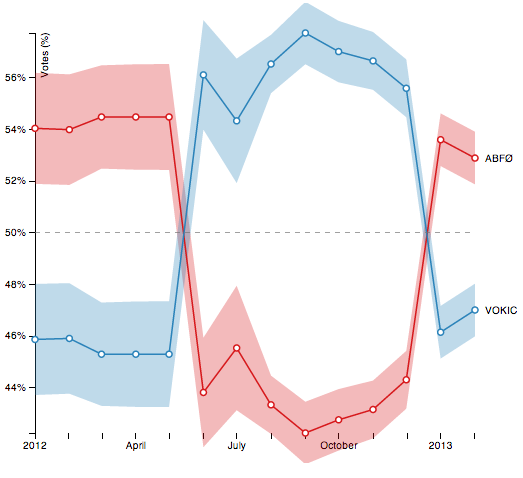 Votes (%)
56%
54%
ABFØ
52%
50%
48%
VOKIC
46%
44%
2012
April
July
October
2013